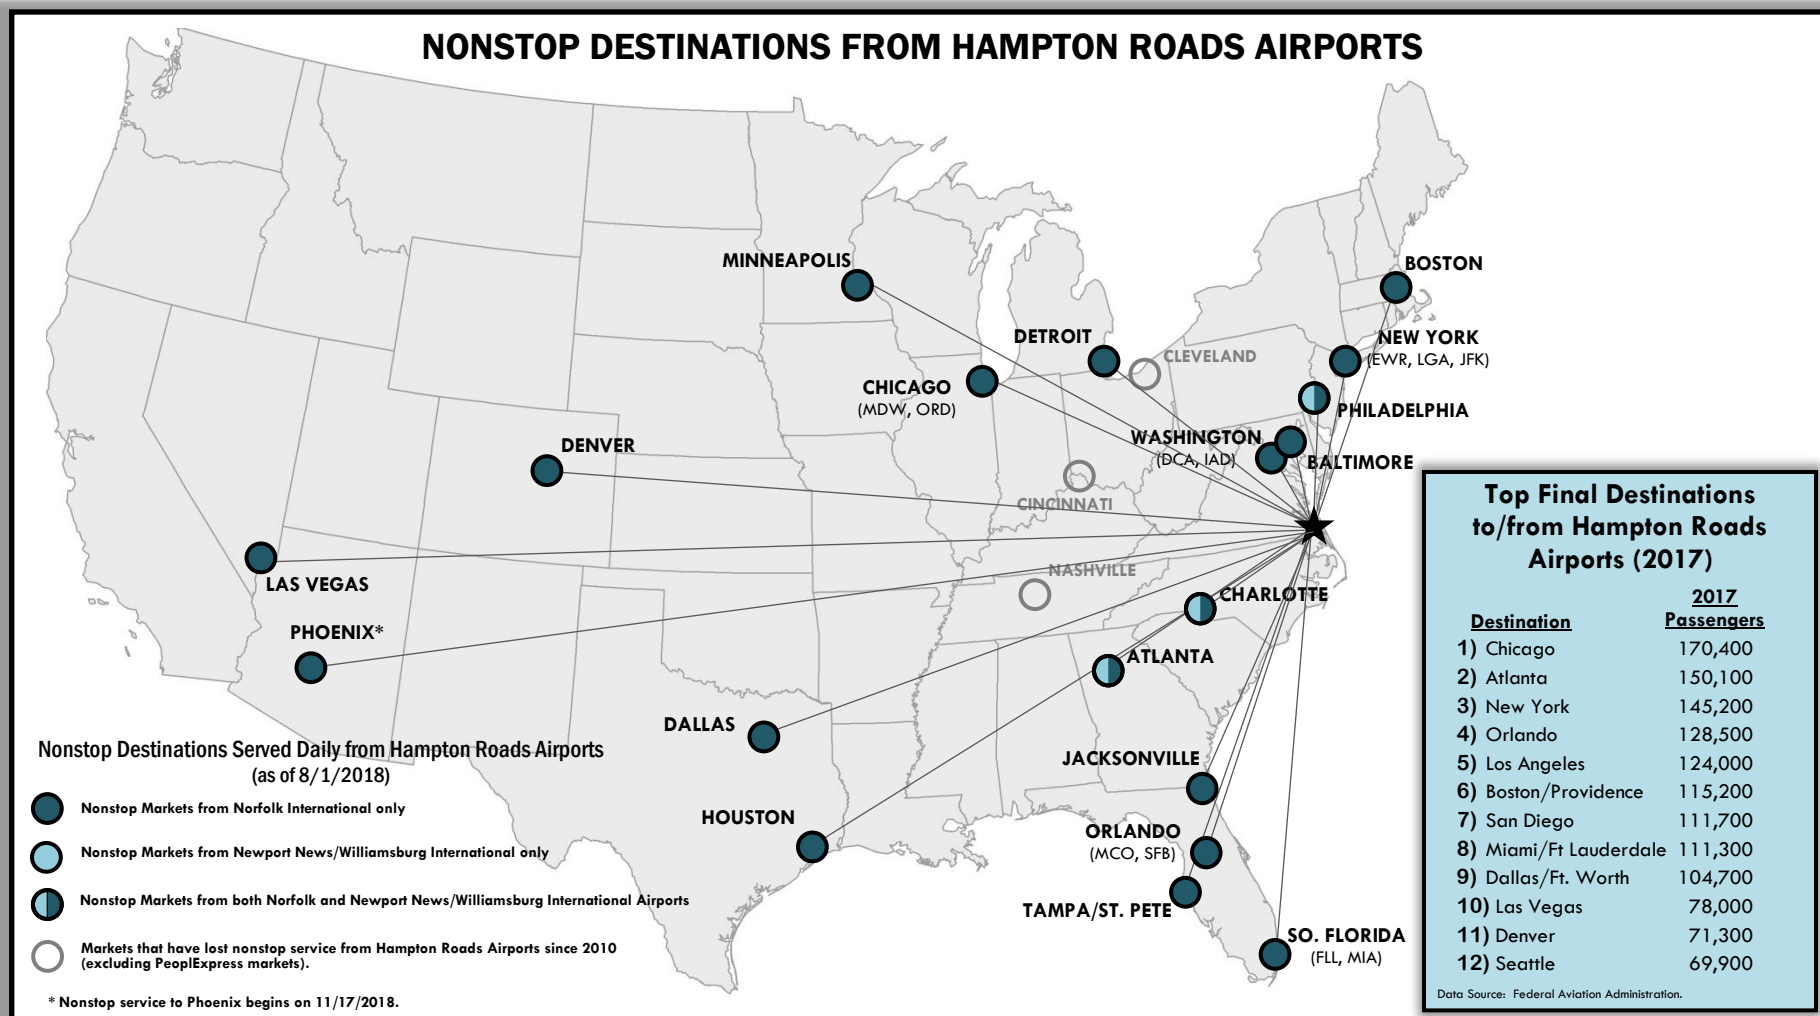 NONSTOP DESTINATIONS FROM HAMPTON ROADS AIRPORTS
MINNEAPOLIS
BOSTON
DETROIT
NEW YORK
(EWR, LGA, JFK)
CLEVELAND
CHICAGO
(MDW, ORD)
PHILADELPHIA
DENVER
WASHINGTON
(DCA, IAD)
BALTIMORE
CINCINNATI
LAS VEGAS
NASHVILLE
CHARLOTTE
PHOENIX*
ATLANTA
DALLAS
JACKSONVILLE
HOUSTON
ORLANDO
(MCO, SFB)
TAMPA/ST. PETE
SO. FLORIDA
(FLL, MIA)
Nonstop Destinations Served Daily from Hampton Roads Airports
(as of 8/1/2018)
Nonstop Markets from Norfolk International only
Nonstop Markets from Newport News/Williamsburg International only
Nonstop Markets from both Norfolk and Newport News/Williamsburg International Airports
Markets that have lost nonstop service from Hampton Roads Airports since 2010
(excluding PeoplExpress markets).
* Nonstop service to Phoenix begins on 11/17/2018.
Top Final Destinations
to/from Hampton Roads
Airports (2017)
2017
Destination Passengers
1) Chicago 170,400
2) Atlanta 150,100
3) New York 145,200
4) Orlando 128,500
5) Los Angeles 124,000
6) Boston/Providence 115,200
7) San Diego 111,700
8) Miami/Ft Lauderdale 111,300
9) Dallas/Ft. Worth 104,700
10) Las Vegas 78,000
11) Denver 71,300
12) Seattle 69,900
Data Source: Federal Aviation Administration.